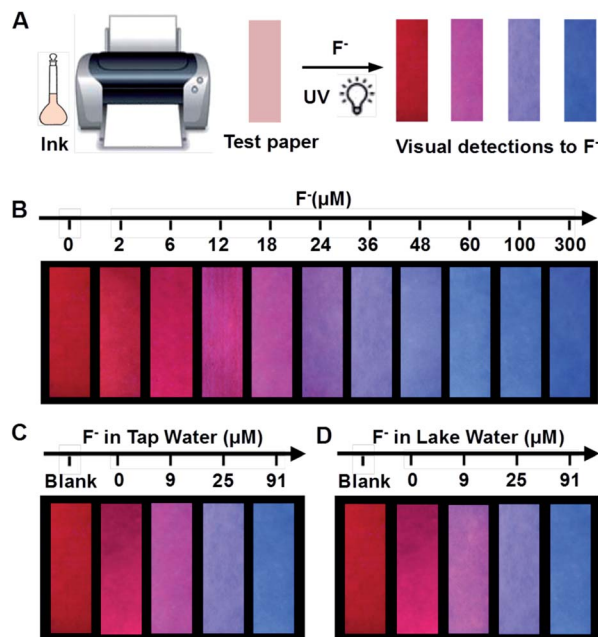 A
Ink
Test paper
F⁻
UV
Visual detections to F⁻
B
F⁻(μM)
0 2 6 12 18 24 36 48 60 100 300
C
F⁻ in Tap Water (μM)
Blank 0 9 25 91
D
F⁻ in Lake Water (μM)
Blank 0 9 25 91